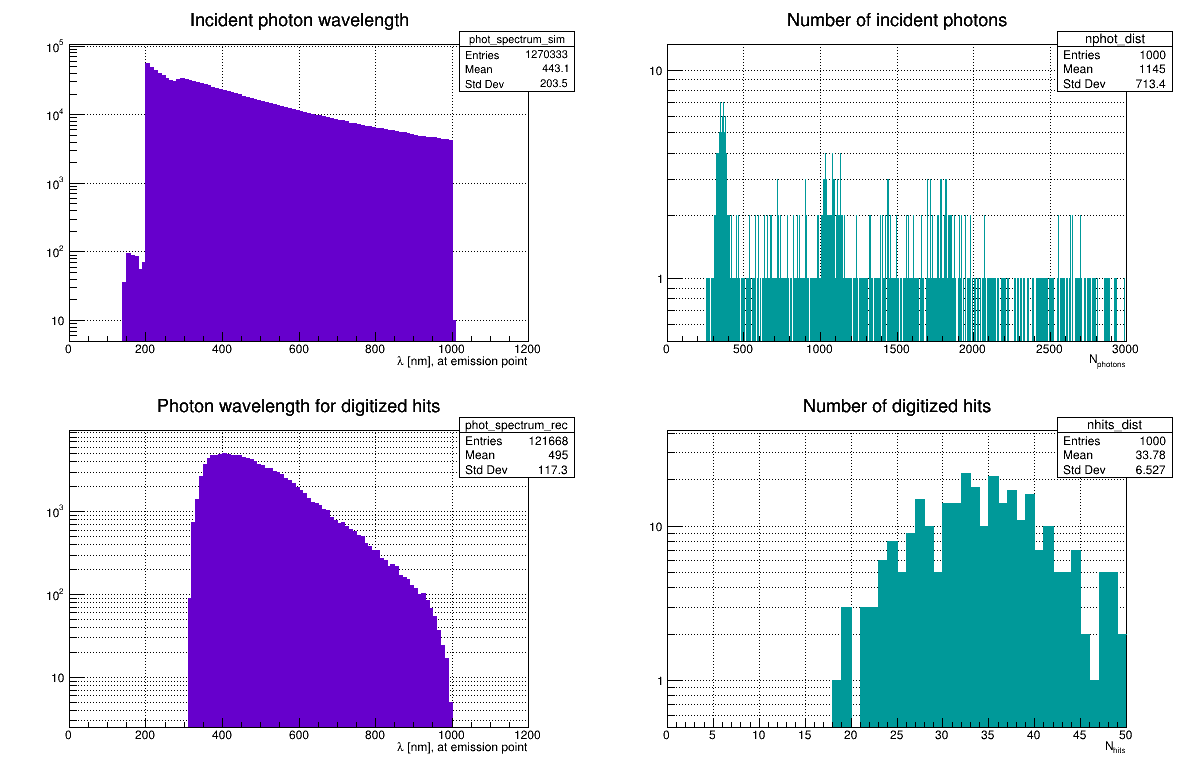 Incident photon wavelength
phot_spectrum_sim
Entries 1270333
Mean 443.1
Std Dev 203.5
10^5
10^4
10^3
10^2
10
0 200 400 600 800 1000 1200
λ [nm], at emission point
Number of incident photons
nphot_dist
Entries 1000
Mean 1145
Std Dev 713.4
10
1
0 500 1000 1500 2000 2500 3000
N_photons
Photon wavelength for digitized hits
phot_spectrum_rec
Entries 121668
Mean 495
Std Dev 117.3
10^3
10^2
10
0 200 400 600 800 1000 1200
λ [nm], at emission point
Number of digitized hits
nhits_dist
Entries 1000
Mean 33.78
Std Dev 6.527
10
1
0 5 10 15 20 25 30 35 40 45 50
N_hits